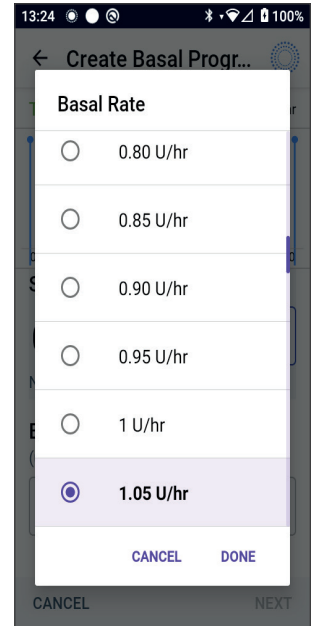 13:24 100%
Create Basal Progr...
Basal Rate
0.80 U/hr
0.85 U/hr
0.90 U/hr
0.95 U/hr
1 U/hr
1.05 U/hr
CANCEL DONE
CANCEL NEXT